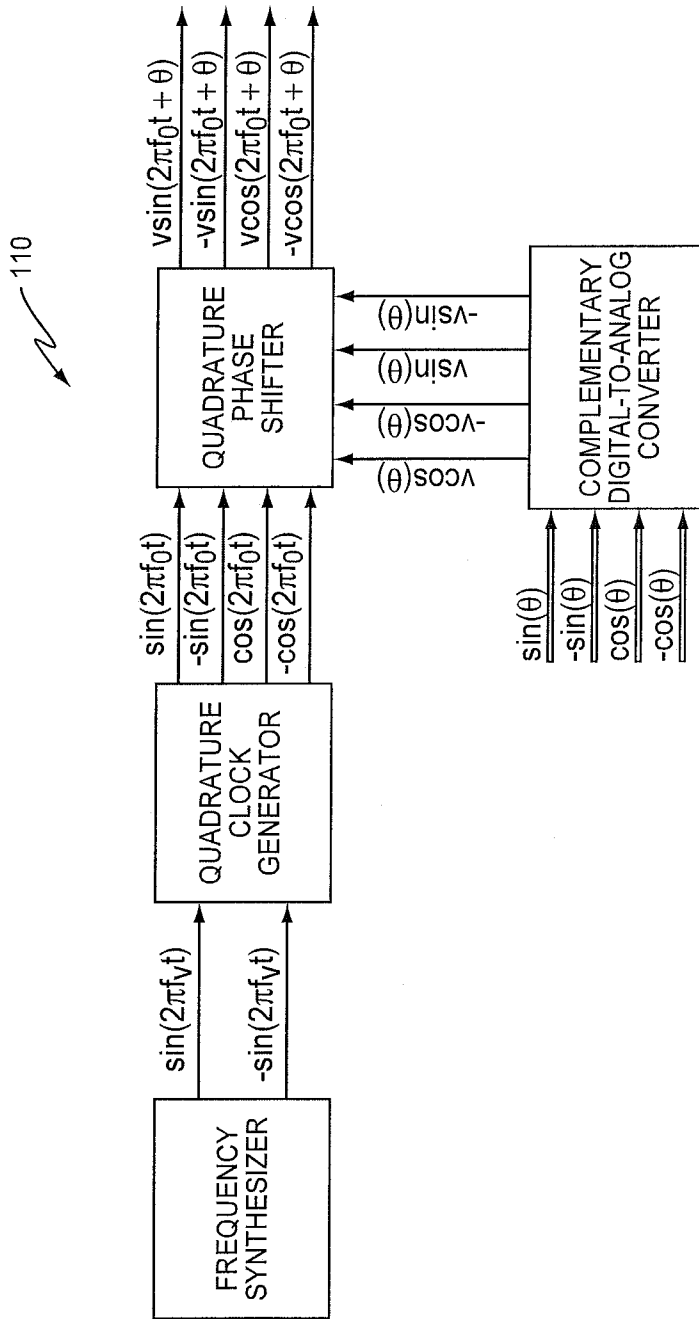 110
FREQUENCY
SYNTHESIZER
sin(2πfᵥt)
-sin(2πfᵥt)
QUADRATURE
CLOCK
GENERATOR
sin(2πf₀t)
-sin(2πf₀t)
cos(2πf₀t)
-cos(2πf₀t)
QUADRATURE
PHASE
SHIFTER
vsin(2πf₀t + θ)
-vsin(2πf₀t + θ)
vcos(2πf₀t + θ)
-vcos(2πf₀t + θ)
vcos(θ)
-vcos(θ)
vsin(θ)
-vsin(θ)
sin(θ)
-sin(θ)
cos(θ)
-cos(θ)
COMPLEMENTARY
DIGITAL-TO-ANALOG
CONVERTER